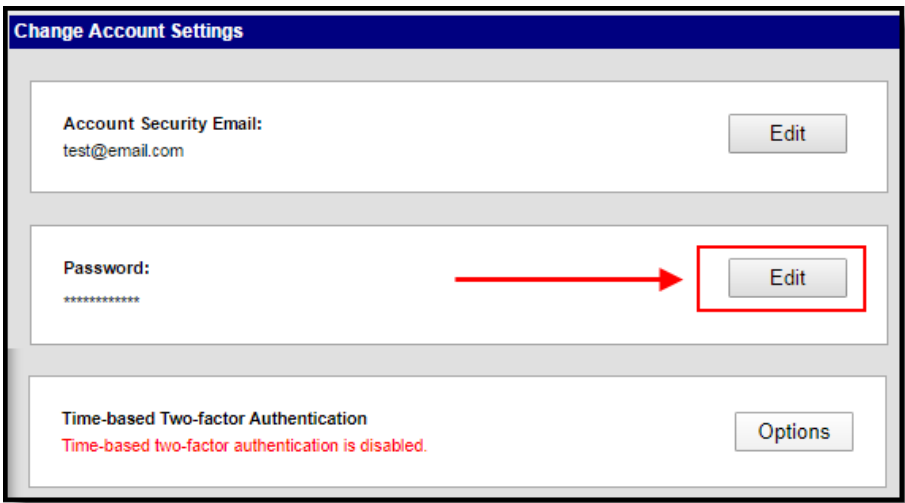 Change Account Settings
Account Security Email:
test@email.com
Edit
Password:
************
Edit
Time-based Two-factor Authentication
Time-based two-factor authentication is disabled.
Options